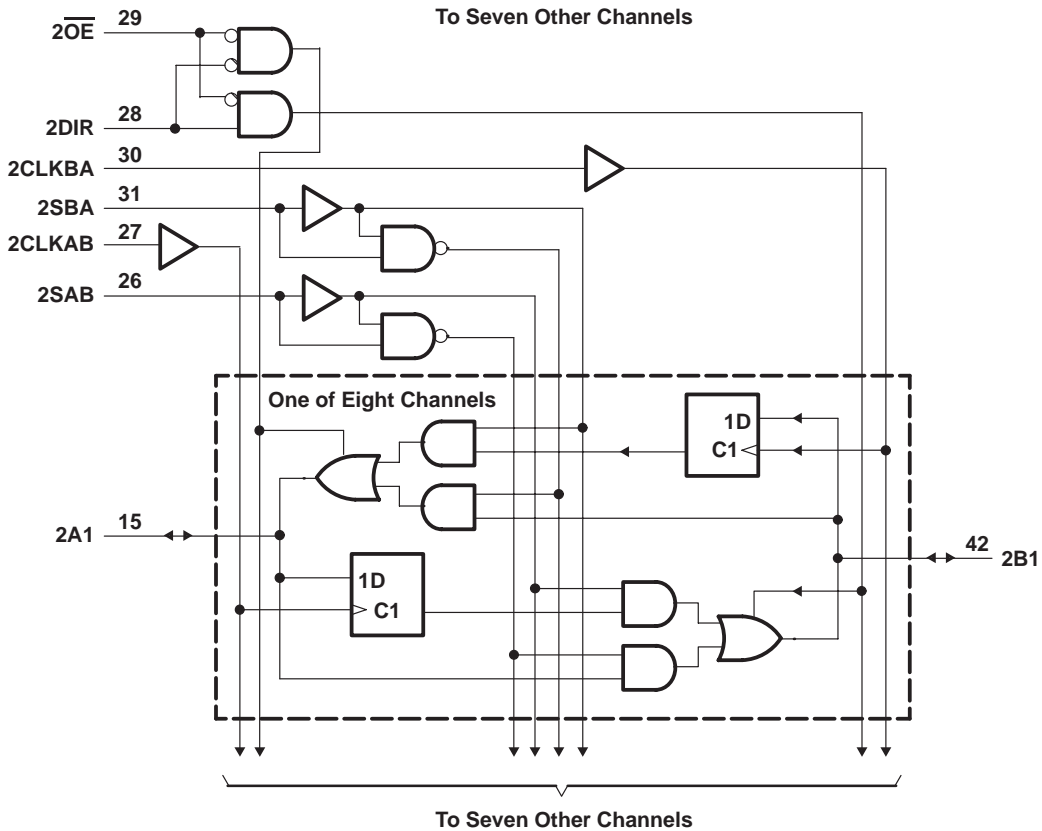 To Seven Other Channels
29
2O̅E̅
28
2DIR
30
2CLKBA
31
2SBA
27
2CLKAB
26
2SAB
One of Eight Channels
1D
C1
15
2A1
42
2B1
1D
C1
To Seven Other Channels